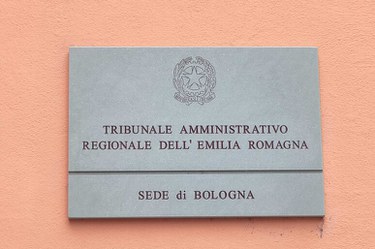 TRIBUNALE AMMINISTRATIVO
REGIONALE DELL' EMILIA ROMAGNA
SEDE di BOLOGNA